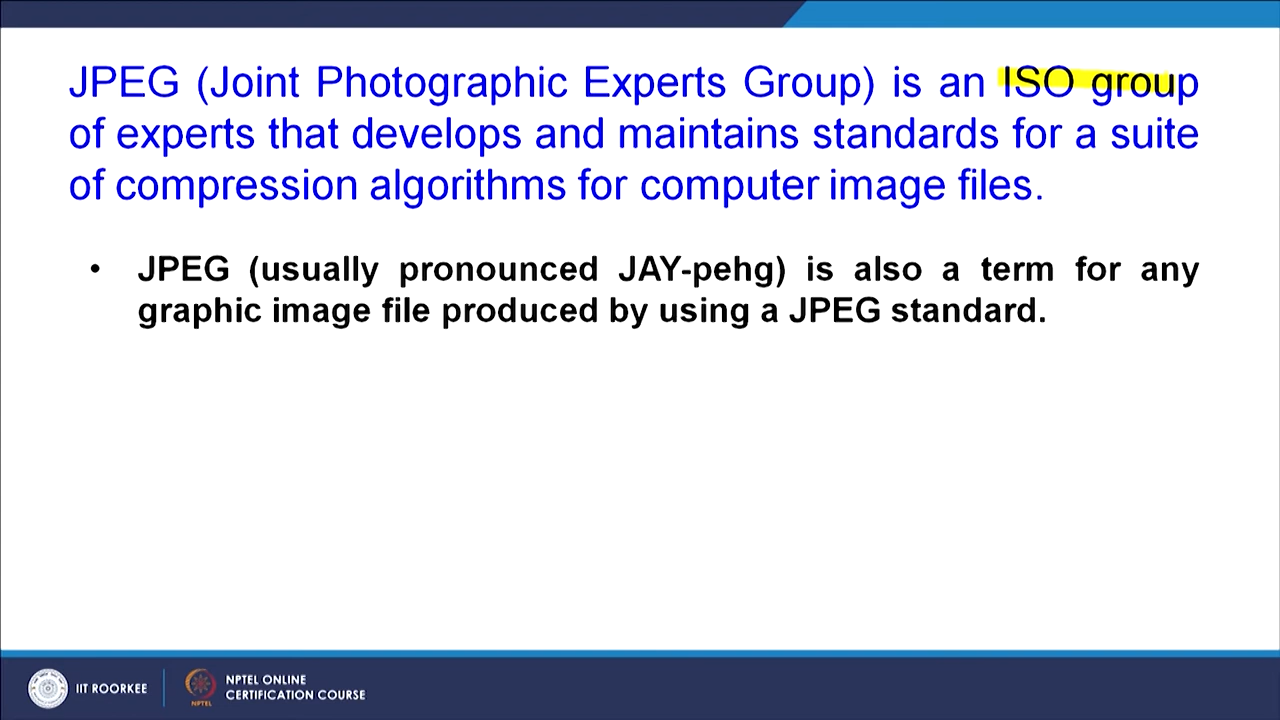 JPEG (Joint Photographic Experts Group) is an ISO group
of experts that develops and maintains standards for a suite
of compression algorithms for computer image files.
• JPEG (usually pronounced JAY-pehg) is also a term for any
graphic image file produced by using a JPEG standard.
IIT ROORKEE
NPTEL
NPTEL ONLINE
CERTIFICATION COURSE